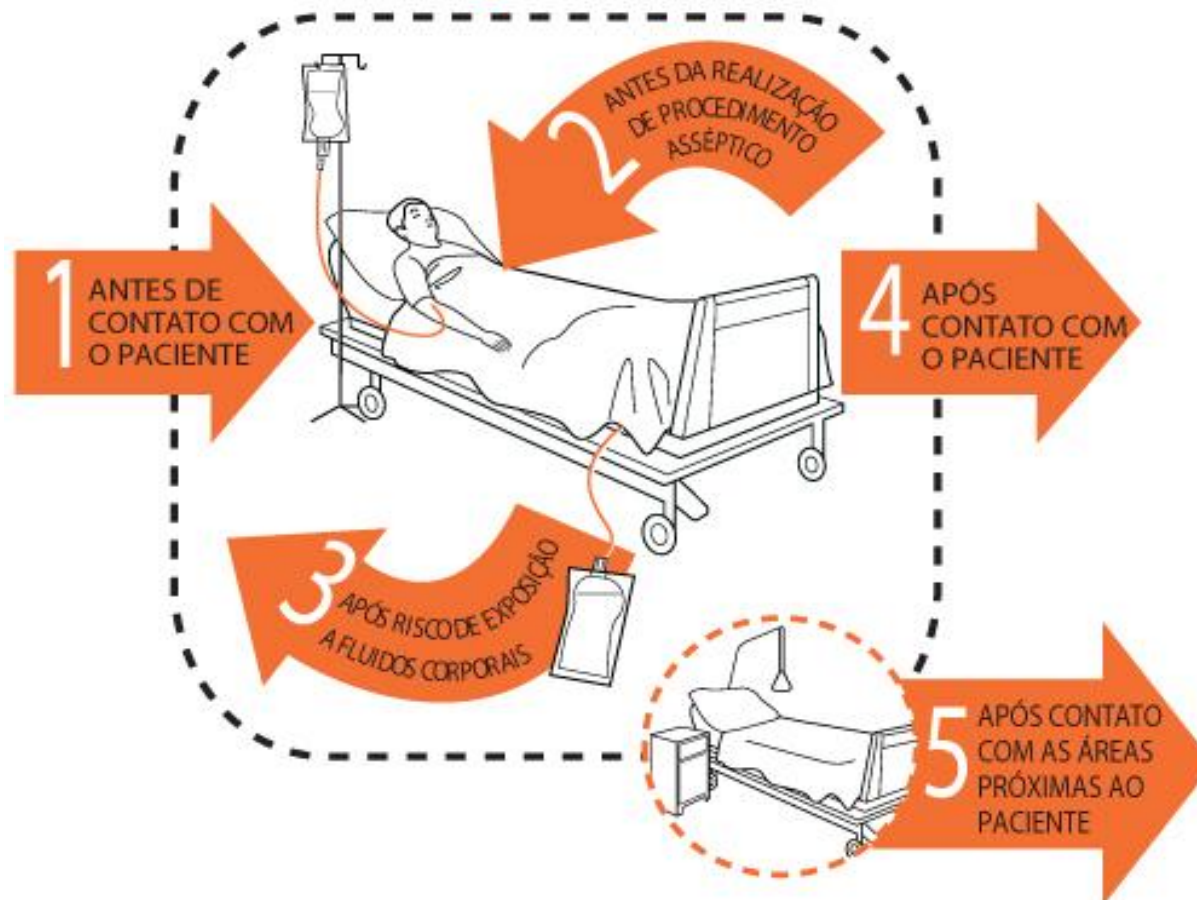 1
ANTES DE
CONTATO COM
O PACIENTE
2
ANTES DA REALIZAÇÃO
DE PROCEDIMENTO
ASSÉPTICO
3
APÓS RISCO DE EXPOSIÇÃO
A FLUIDOS CORPORAIS
4
APÓS
CONTATO COM
O PACIENTE
5
APÓS CONTATO
COM AS ÁREAS
PRÓXIMAS AO
PACIENTE